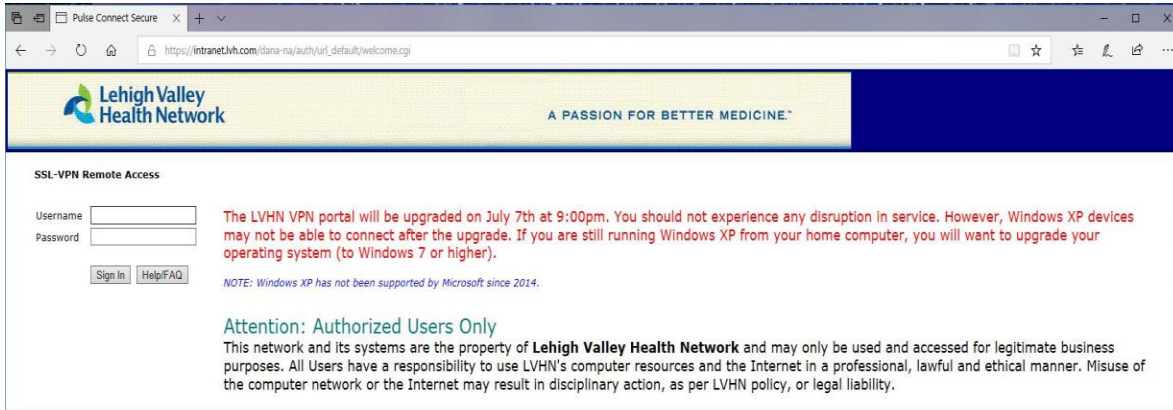 Pulse Connect Secure
https://intranet.lvh.com/dana-na/auth/url_default/welcome.cgi
Lehigh Valley
Health Network
A PASSION FOR BETTER MEDICINE.™
SSL-VPN Remote Access
Username
Password
Sign In Help/FAQ
The LVHN VPN portal will be upgraded on July 7th at 9:00pm. You should not experience any disruption in service. However, Windows XP devices
may not be able to connect after the upgrade. If you are still running Windows XP from your home computer, you will want to upgrade your
operating system (to Windows 7 or higher).
NOTE: Windows XP has not been supported by Microsoft since 2014.
Attention: Authorized Users Only
This network and its systems are the property of Lehigh Valley Health Network and may only be used and accessed for legitimate business
purposes. All Users have a responsibility to use LVHN's computer resources and the Internet in a professional, lawful and ethical manner. Misuse of
the computer network or the Internet may result in disciplinary action, as per LVHN policy, or legal liability.